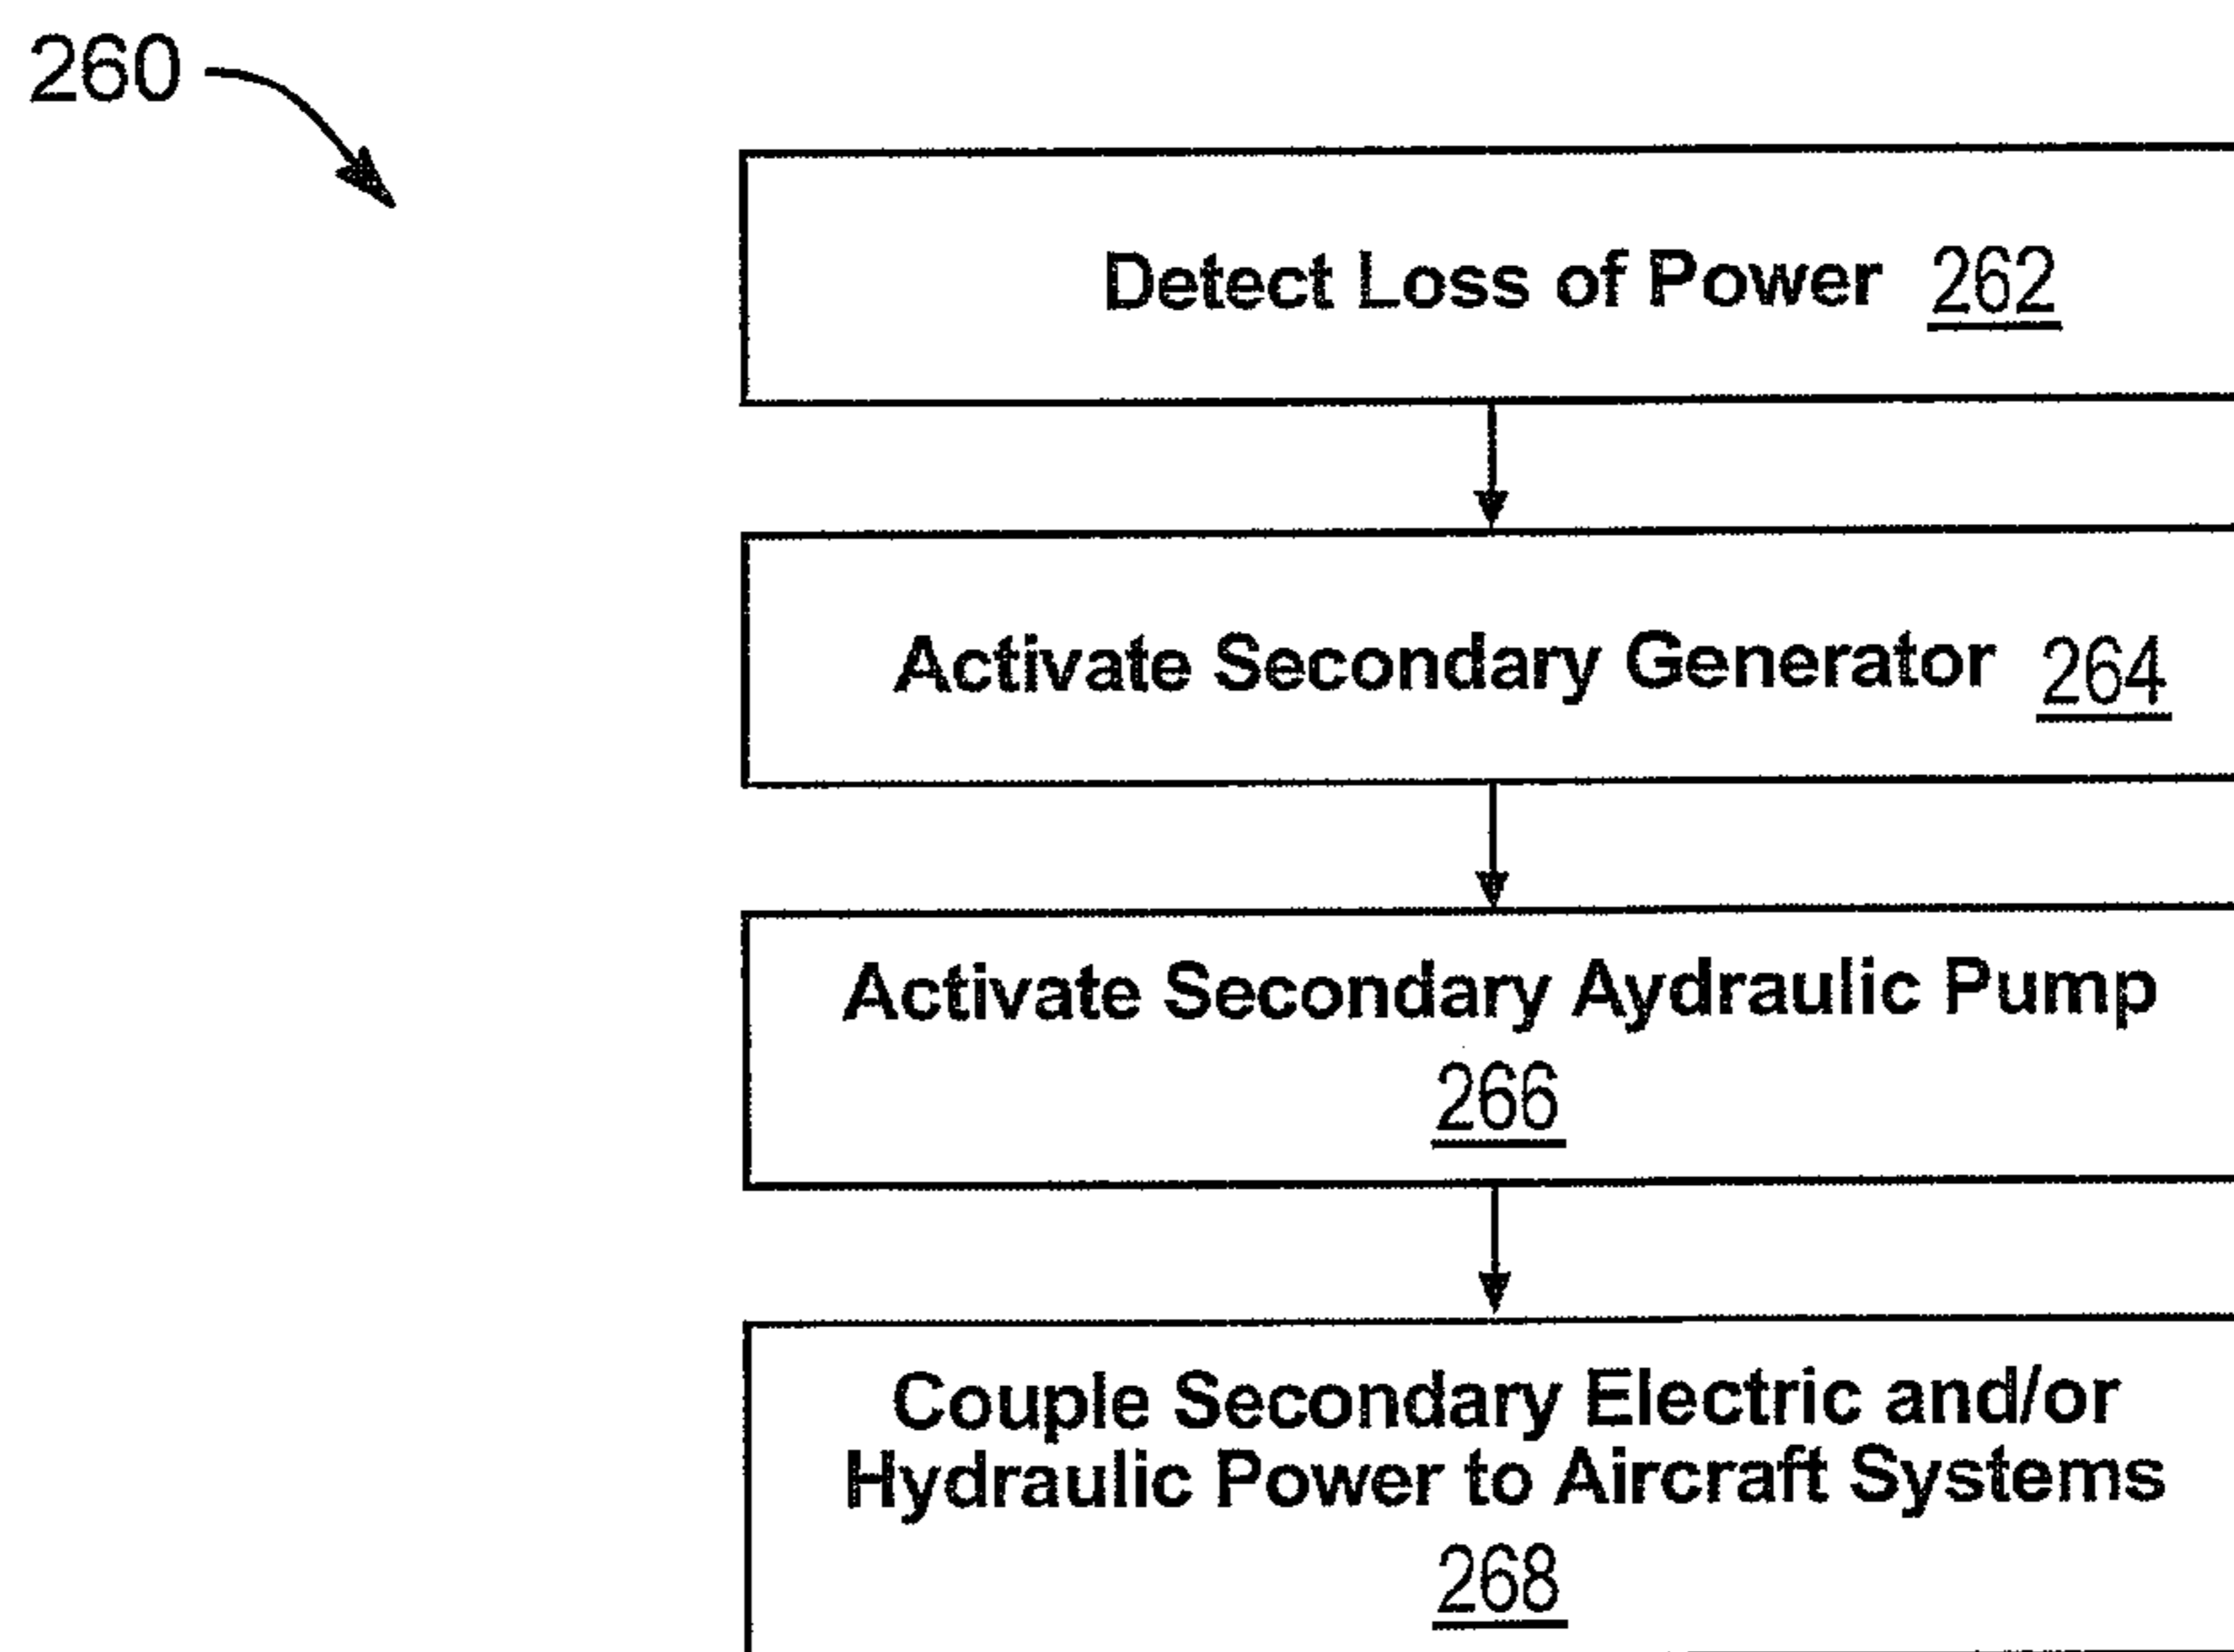 260
Detect Loss of Power 262
Activate Secondary Generator 264
Activate Secondary Aydraulic Pump
266
Couple Secondary Electric and/or
Hydraulic Power to Aircraft Systems
268